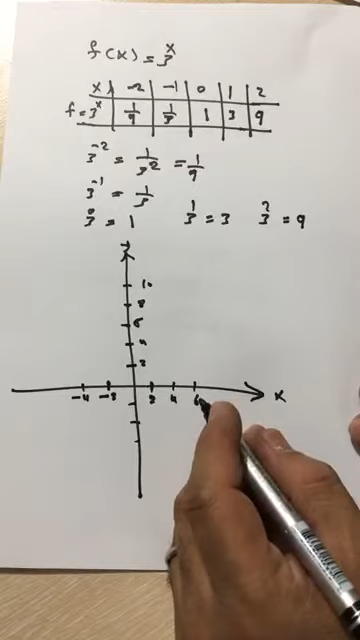 f(x) = 3^x
x -2 -1 0 1 2
f=3^x 1/9 1/3 1 3 9
3^-2 = 1/3^2 = 1/9
3^-1 = 1/3
3^0 = 1 3^1 = 3 3^2 = 9
y
10
8
6
4
2
-4 -2 2 4 6 x